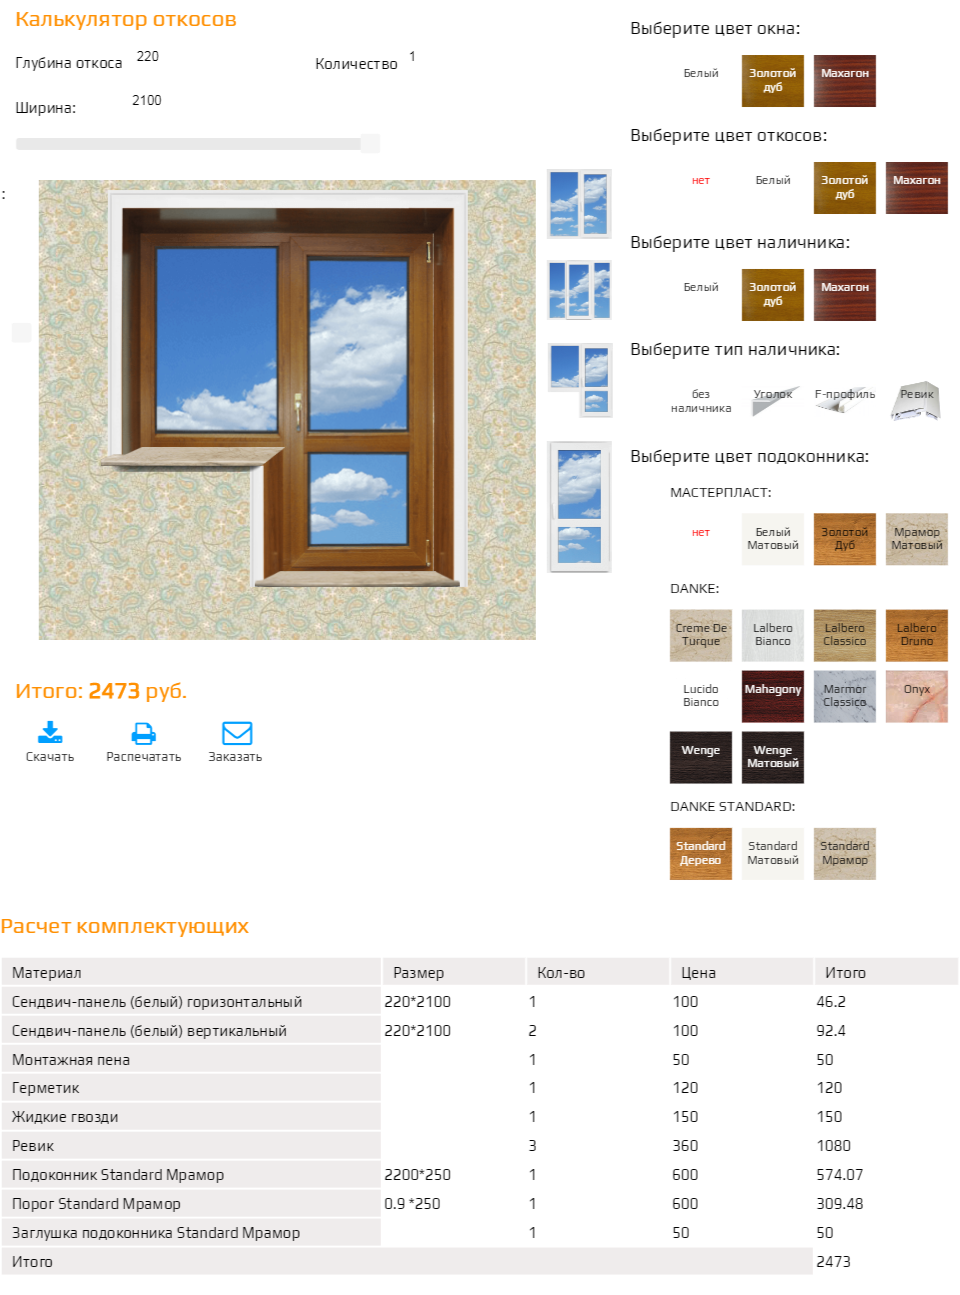 Калькулятор откосов
Глубина откоса 220 Количество 1
Ширина: 2100
:
Выберите цвет окна:
Белый Золотой дуб Махагон
Выберите цвет откосов:
нет Белый Золотой дуб Махагон
Выберите цвет наличника:
Белый Золотой дуб Махагон
Выберите тип наличника:
без наличника Уголок F-профиль Ревик
Выберите цвет подоконника:
МАСТЕРПЛАСТ:
нет Белый Матовый Золотой Дуб Мрамор Матовый
DANKE:
Creme De Turque Lalbero Bianco Lalbero Classico Lalbero Druno
Lucido Bianco Mahagony Marmor Classico Onyx
Wenge Wenge Матовый
DANKE STANDARD:
Standard Дерево Standard Матовый Standard Мрамор
Итого: 2473 руб.
Скачать Распечатать Заказать
Расчет комплектующих
Материал Размер Кол-во Цена Итого
Сендвич-панель (белый) горизонтальный 220*2100 1 100 46.2
Сендвич-панель (белый) вертикальный 220*2100 2 100 92.4
Монтажная пена 1 50 50
Герметик 1 120 120
Жидкие гвозди 1 150 150
Ревик 3 360 1080
Подоконник Standard Мрамор 2200*250 1 600 574.07
Порог Standard Мрамор 0.9 *250 1 600 309.48
Заглушка подоконника Standard Мрамор 1 50 50
Итого 2473